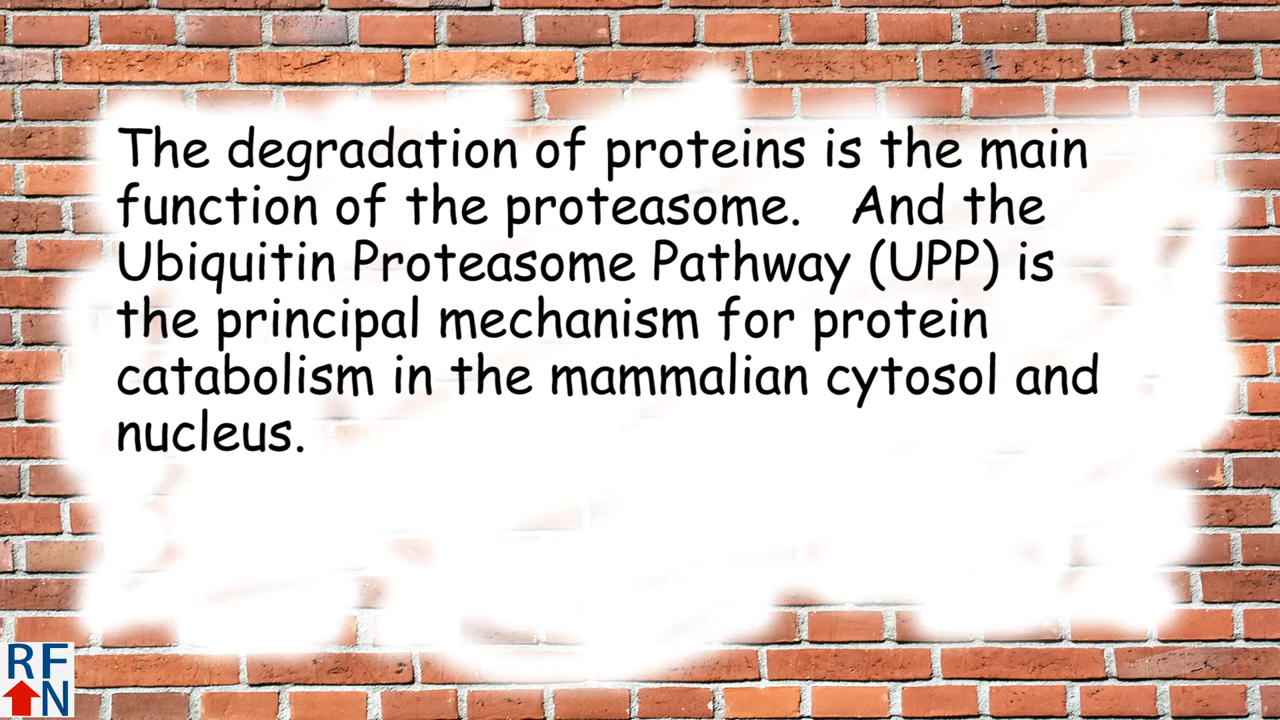 The degradation of proteins is the main
function of the proteasome.   And the
Ubiquitin Proteasome Pathway (UPP) is
the principal mechanism for protein
catabolism in the mammalian cytosol and
nucleus.
RF
N